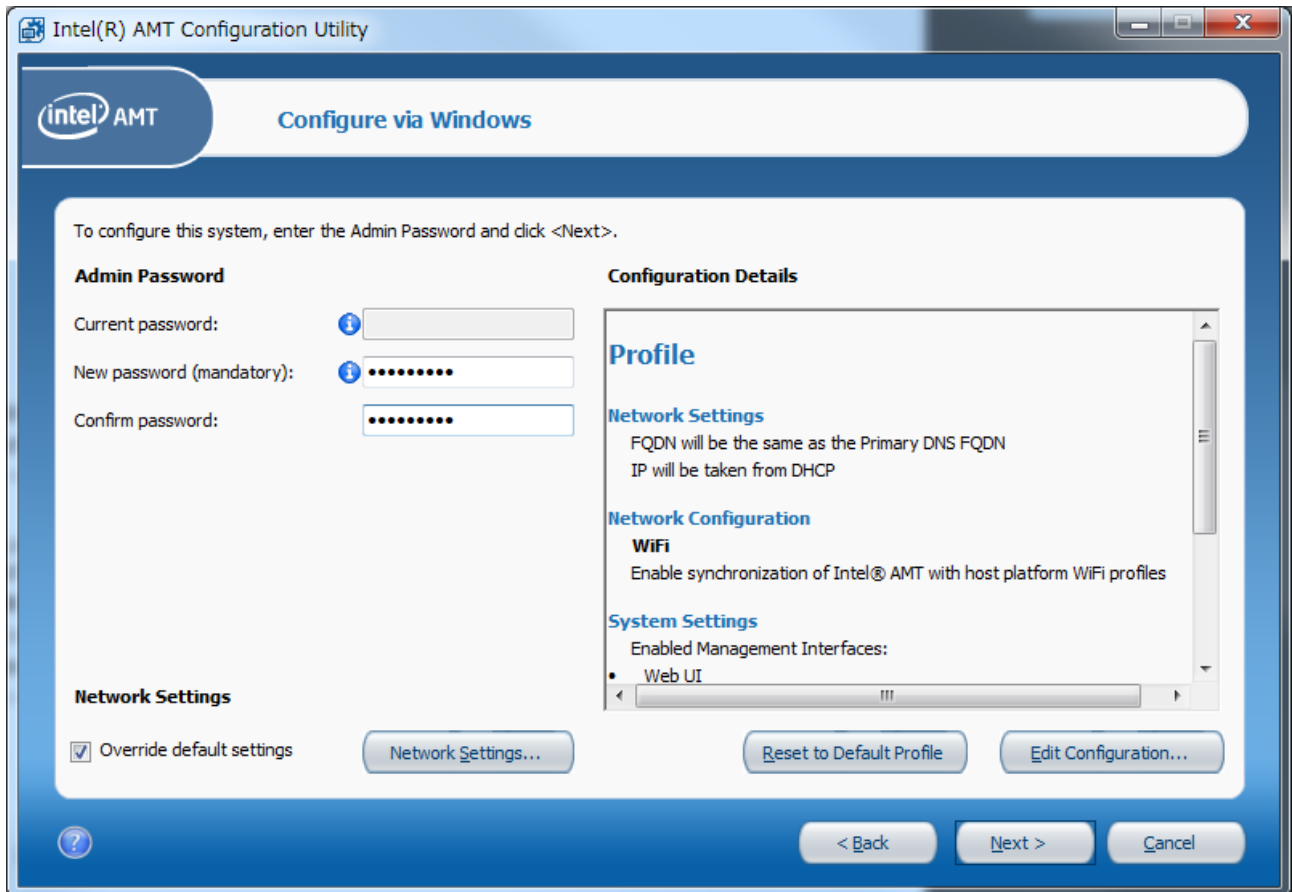 Intel(R) AMT Configuration Utility
intel AMT
Configure via Windows
To configure this system, enter the Admin Password and click <Next>.
Admin Password
Current password:
New password (mandatory):
•••••••••
Confirm password:
•••••••••
Network Settings
Override default settings
Network Settings...
Configuration Details
Profile
Network Settings
FQDN will be the same as the Primary DNS FQDN
IP will be taken from DHCP
Network Configuration
WiFi
Enable synchronization of Intel® AMT with host platform WiFi profiles
System Settings
Enabled Management Interfaces:
• Web UI
Reset to Default Profile
Edit Configuration...
?
< Back
Next >
Cancel